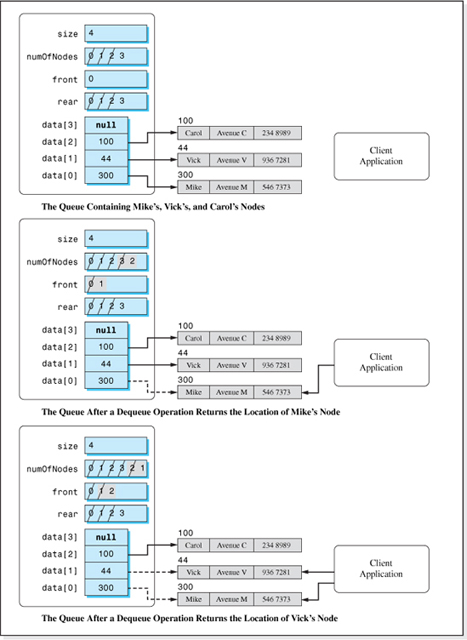 size 4
numOfNodes 0 1 2 3
front 0
rear 0 1 2 3
data[3] null
100
data[2] 100 Carol Avenue C 234 8989
44
data[1] 44 Vick Avenue V 936 7281
300
data[0] 300 Mike Avenue M 546 7373
Client
Application
The Queue Containing Mike's, Vick's, and Carol's Nodes
size 4
numOfNodes 0 1 2 3 2
front 0 1
rear 0 1 2 3
data[3] null
100
data[2] 100 Carol Avenue C 234 8989
44
data[1] 44 Vick Avenue V 936 7281
300
data[0] 300 Mike Avenue M 546 7373
Client
Application
The Queue After a Dequeue Operation Returns the Location of Mike's Node
size 4
numOfNodes 0 1 2 3 2 1
front 0 1 2
rear 0 1 2 3
data[3] null
100
data[2] 100 Carol Avenue C 234 8989
44
data[1] 44 Vick Avenue V 936 7281
300
data[0] 300 Mike Avenue M 546 7373
Client
Application
The Queue After a Dequeue Operation Returns the Location of Vick's Node